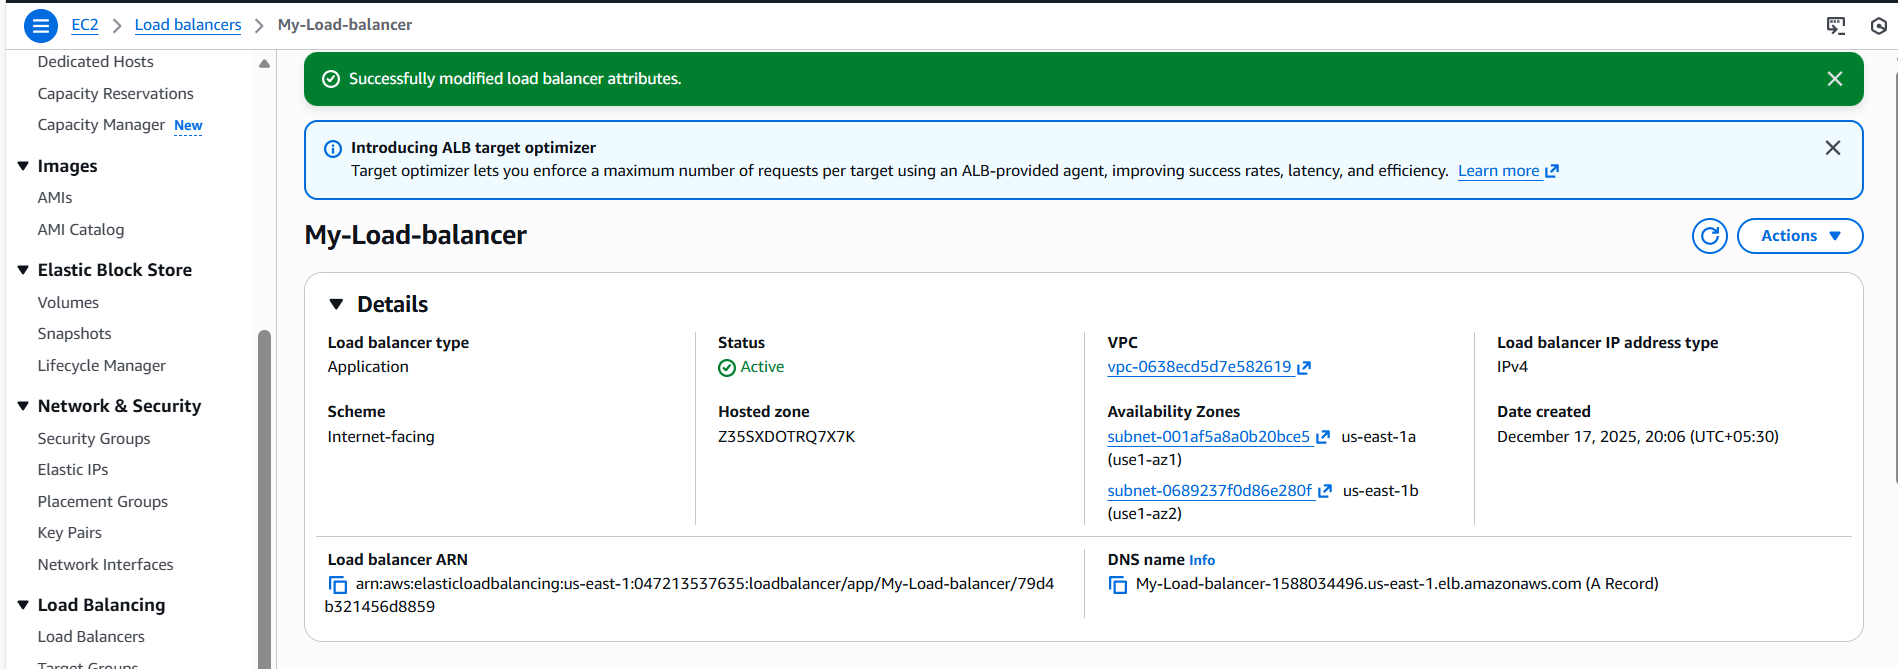 EC2 > Load balancers > My-Load-balancer
Dedicated Hosts
Capacity Reservations
Capacity Manager New
Images
AMIs
AMI Catalog
Elastic Block Store
Volumes
Snapshots
Lifecycle Manager
Network & Security
Security Groups
Elastic IPs
Placement Groups
Key Pairs
Network Interfaces
Load Balancing
Load Balancers
Target Groups
Successfully modified load balancer attributes.
Introducing ALB target optimizer
Target optimizer lets you enforce a maximum number of requests per target using an ALB-provided agent, improving success rates, latency, and efficiency. Learn more
My-Load-balancer
Actions
Details
Load balancer type
Application
Scheme
Internet-facing
Status
Active
Hosted zone
Z35SXDOTRQ7X7K
VPC
vpc-0638ecd5d7e582619
Availability Zones
subnet-001af5a8a0b20bce5 us-east-1a
(use1-az1)
subnet-0689237f0d86e280f us-east-1b
(use1-az2)
Load balancer IP address type
IPv4
Date created
December 17, 2025, 20:06 (UTC+05:30)
Load balancer ARN
arn:aws:elasticloadbalancing:us-east-1:047213537635:loadbalancer/app/My-Load-balancer/79d4
b321456d8859
DNS name Info
My-Load-balancer-1588034496.us-east-1.elb.amazonaws.com (A Record)